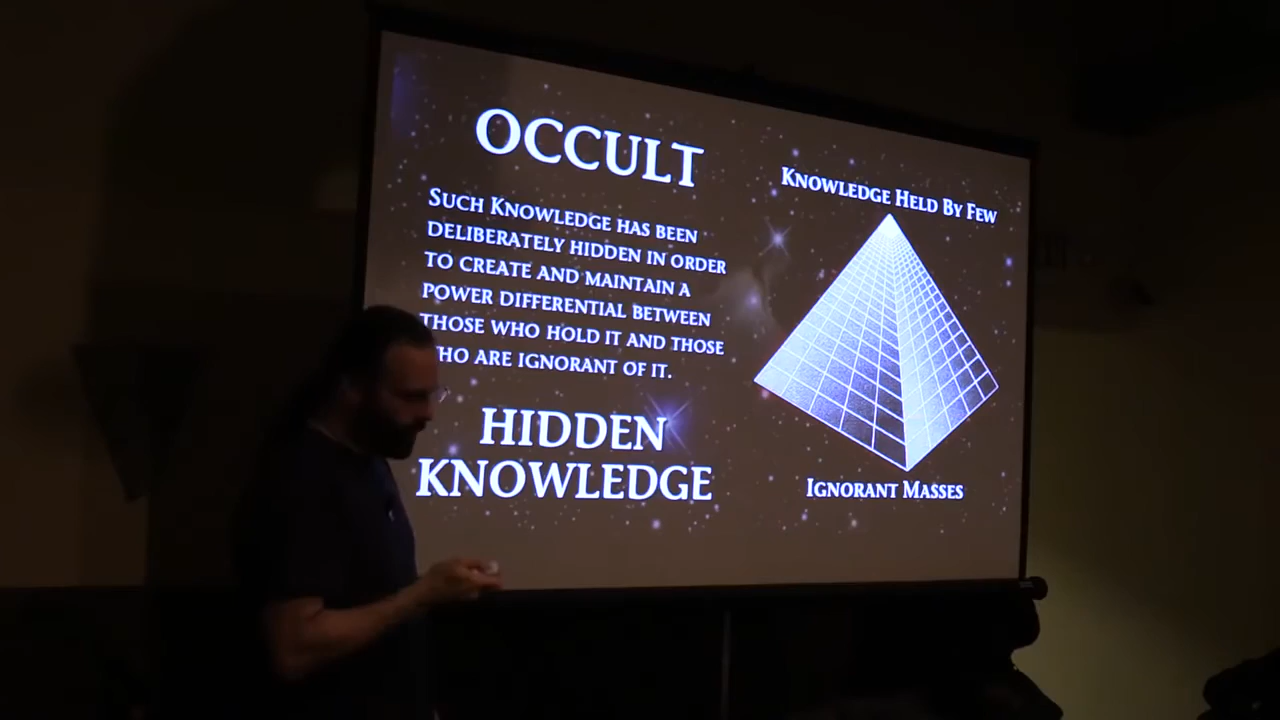 OCCULT
SUCH KNOWLEDGE HAS BEEN
DELIBERATELY HIDDEN IN ORDER
TO CREATE AND MAINTAIN A
POWER DIFFERENTIAL BETWEEN
THOSE WHO HOLD IT AND THOSE
WHO ARE IGNORANT OF IT.
HIDDEN
KNOWLEDGE
KNOWLEDGE HELD BY FEW
IGNORANT MASSES